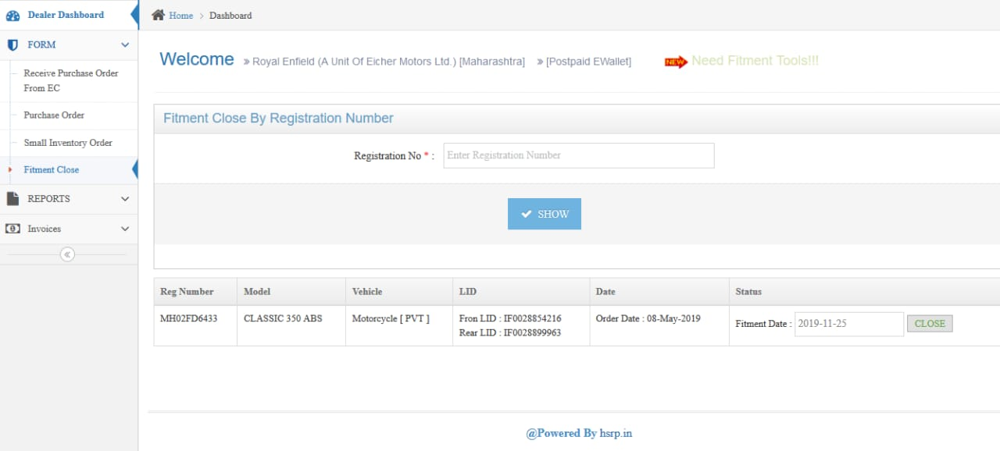 Dealer Dashboard
FORM
Receive Purchase Order
From EC
Purchase Order
Small Inventory Order
Fitment Close
REPORTS
Invoices
Home > Dashboard
Welcome » Royal Enfield (A Unit Of Eicher Motors Ltd.) [Maharashtra] » [Postpaid EWallet] NEW Need Fitment Tools!!!
Fitment Close By Registration Number
Registration No * : Enter Registration Number
SHOW
Reg Number Model Vehicle LID Date Status
MH02FD6433 CLASSIC 350 ABS Motorcycle [ PVT ] Fron LID : IF0028854216 Order Date : 08-May-2019 Fitment Date : 2019-11-25 CLOSE
Rear LID : IF0028899963
@Powered By hsrp.in